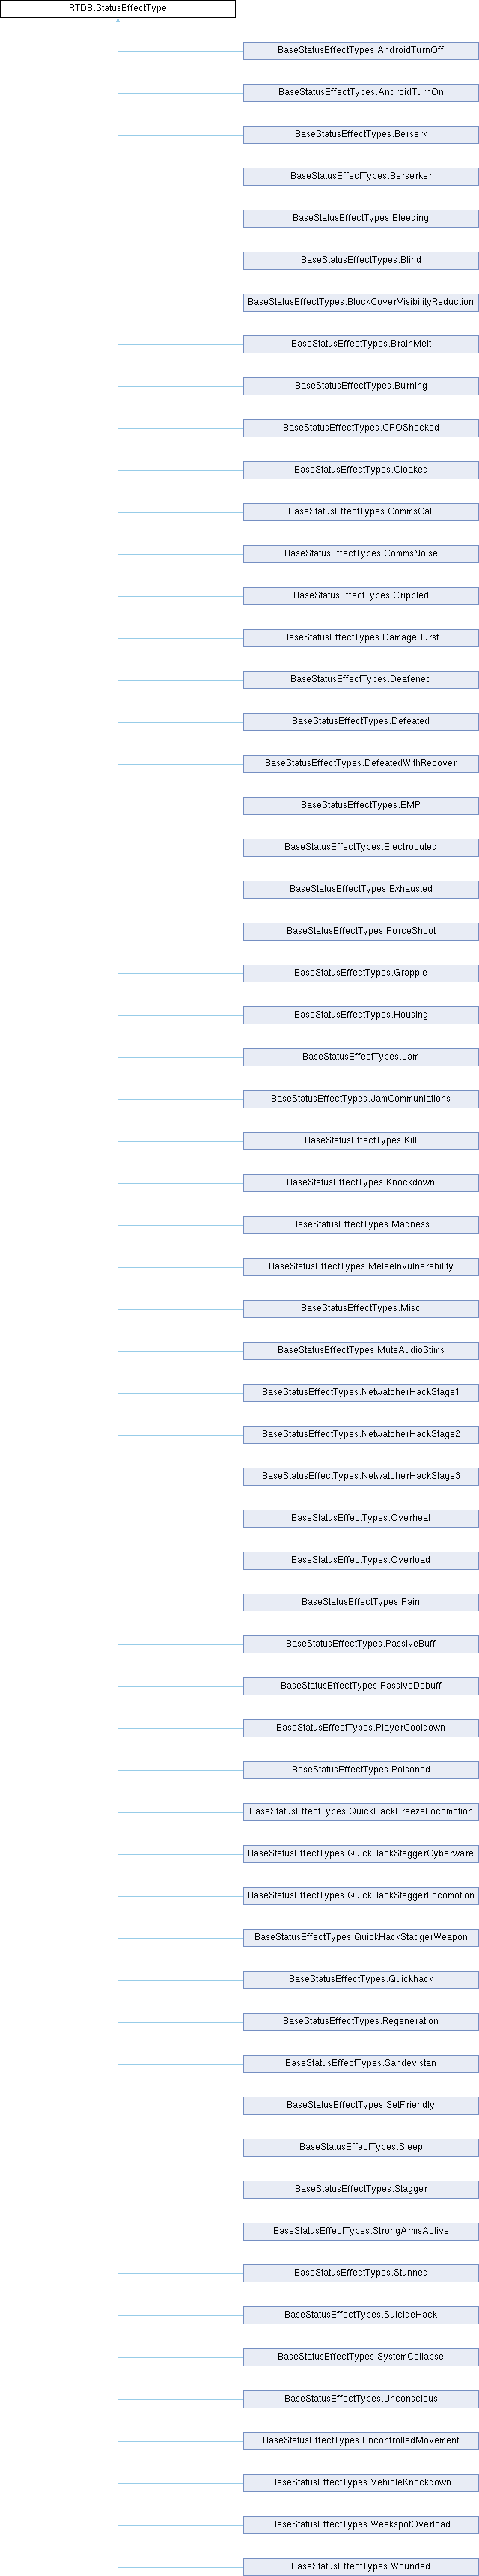 RTDB.StatusEffectType
BaseStatusEffectTypes.AndroidTurnOff
BaseStatusEffectTypes.AndroidTurnOn
BaseStatusEffectTypes.Berserk
BaseStatusEffectTypes.Berserker
BaseStatusEffectTypes.Bleeding
BaseStatusEffectTypes.Blind
BaseStatusEffectTypes.BlockCoverVisibilityReduction
BaseStatusEffectTypes.BrainMelt
BaseStatusEffectTypes.Burning
BaseStatusEffectTypes.CPOShocked
BaseStatusEffectTypes.Cloaked
BaseStatusEffectTypes.CommsCall
BaseStatusEffectTypes.CommsNoise
BaseStatusEffectTypes.Crippled
BaseStatusEffectTypes.DamageBurst
BaseStatusEffectTypes.Deafened
BaseStatusEffectTypes.Defeated
BaseStatusEffectTypes.DefeatedWithRecover
BaseStatusEffectTypes.EMP
BaseStatusEffectTypes.Electrocuted
BaseStatusEffectTypes.Exhausted
BaseStatusEffectTypes.ForceShoot
BaseStatusEffectTypes.Grapple
BaseStatusEffectTypes.Housing
BaseStatusEffectTypes.Jam
BaseStatusEffectTypes.JamCommuniations
BaseStatusEffectTypes.Kill
BaseStatusEffectTypes.Knockdown
BaseStatusEffectTypes.Madness
BaseStatusEffectTypes.MeleeInvulnerability
BaseStatusEffectTypes.Misc
BaseStatusEffectTypes.MuteAudioStims
BaseStatusEffectTypes.NetwatcherHackStage1
BaseStatusEffectTypes.NetwatcherHackStage2
BaseStatusEffectTypes.NetwatcherHackStage3
BaseStatusEffectTypes.Overheat
BaseStatusEffectTypes.Overload
BaseStatusEffectTypes.Pain
BaseStatusEffectTypes.PassiveBuff
BaseStatusEffectTypes.PassiveDebuff
BaseStatusEffectTypes.PlayerCooldown
BaseStatusEffectTypes.Poisoned
BaseStatusEffectTypes.QuickHackFreezeLocomotion
BaseStatusEffectTypes.QuickHackStaggerCyberware
BaseStatusEffectTypes.QuickHackStaggerLocomotion
BaseStatusEffectTypes.QuickHackStaggerWeapon
BaseStatusEffectTypes.Quickhack
BaseStatusEffectTypes.Regeneration
BaseStatusEffectTypes.Sandevistan
BaseStatusEffectTypes.SetFriendly
BaseStatusEffectTypes.Sleep
BaseStatusEffectTypes.Stagger
BaseStatusEffectTypes.StrongArmsActive
BaseStatusEffectTypes.Stunned
BaseStatusEffectTypes.SuicideHack
BaseStatusEffectTypes.SystemCollapse
BaseStatusEffectTypes.Unconscious
BaseStatusEffectTypes.UncontrolledMovement
BaseStatusEffectTypes.VehicleKnockdown
BaseStatusEffectTypes.WeakspotOverload
BaseStatusEffectTypes.Wounded